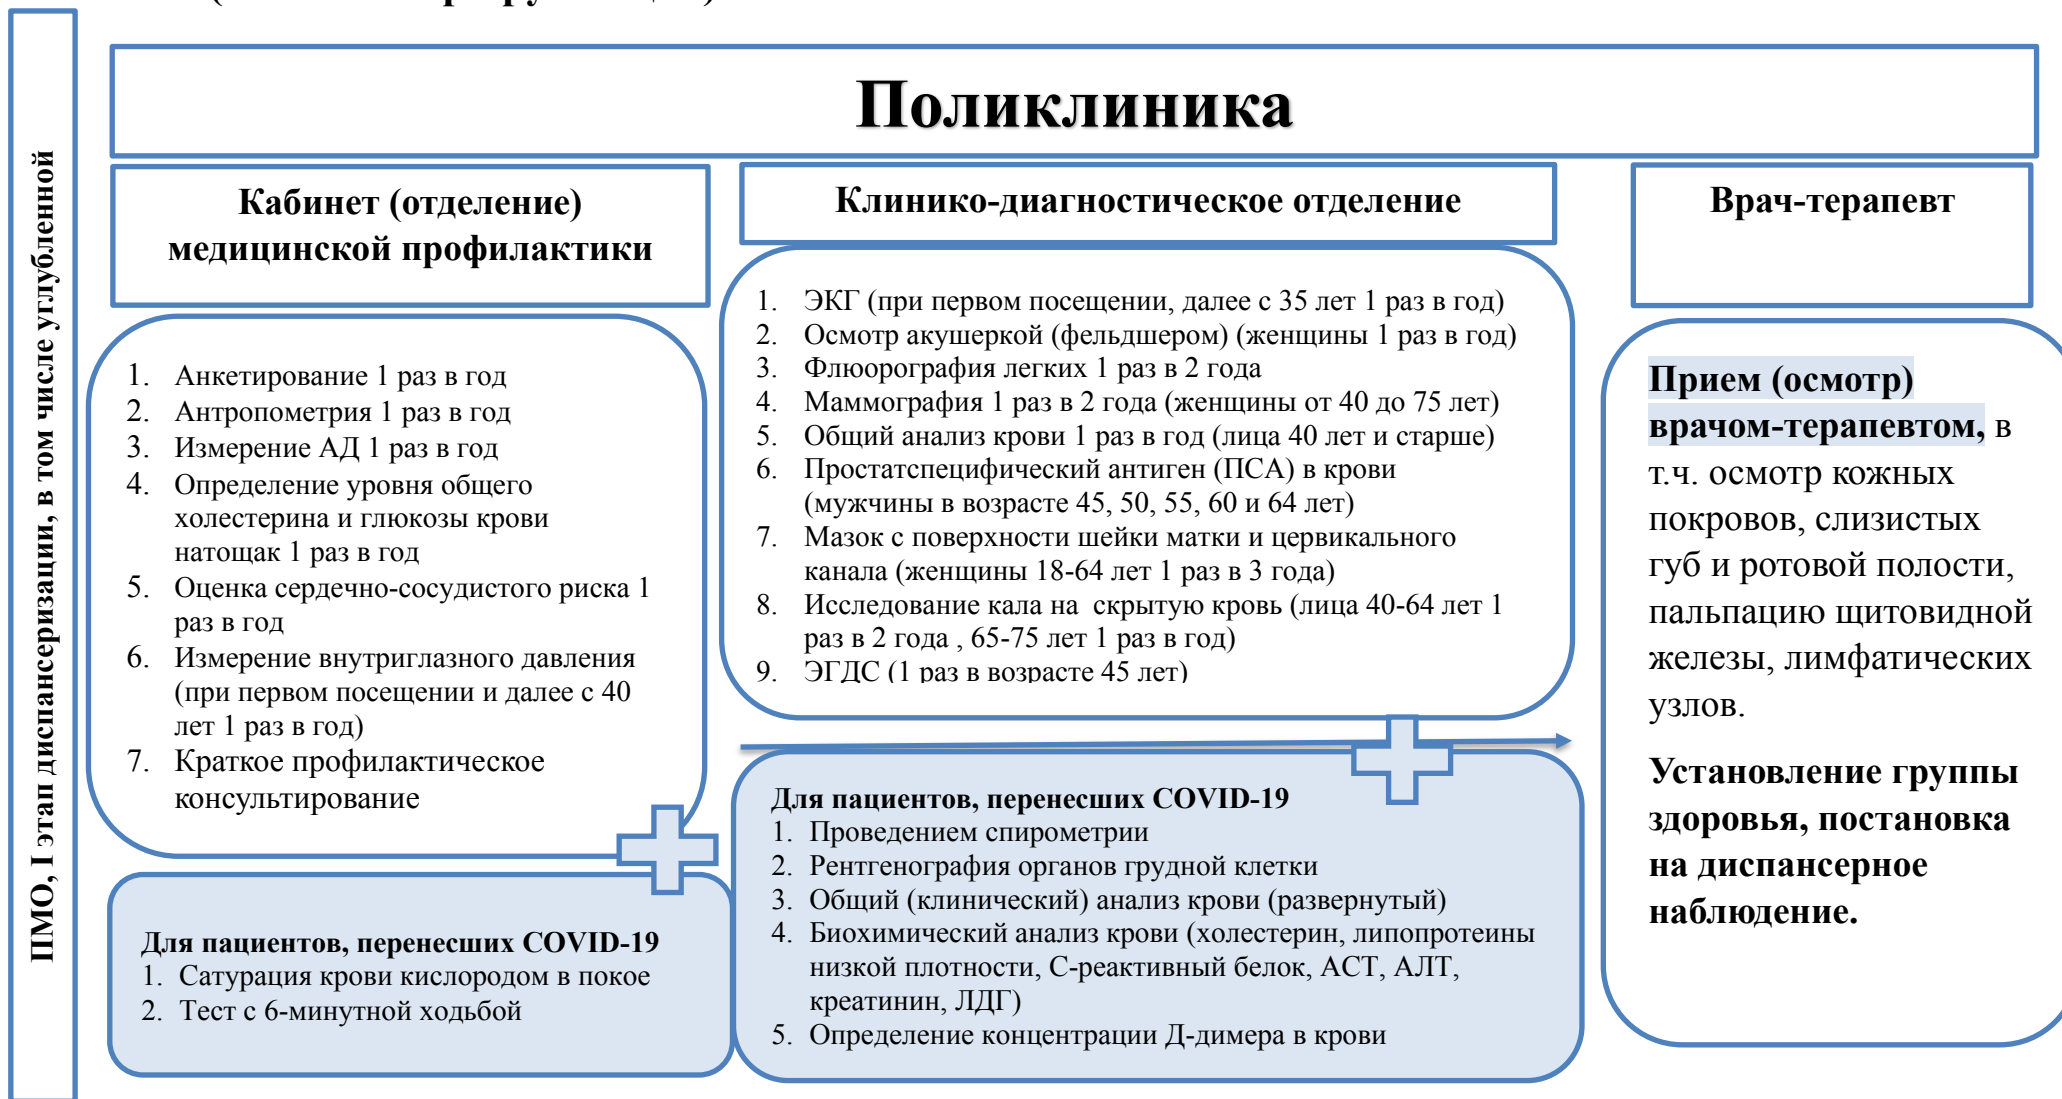 Поликлиника
ПМО, I этап диспансеризации, в том числе углубленной
Кабинет (отделение)
медицинской профилактики
1. Анкетирование 1 раз в год
2. Антропометрия 1 раз в год
3. Измерение АД 1 раз в год
4. Определение уровня общего
холестерина и глюкозы крови
натощак 1 раз в год
5. Оценка сердечно-сосудистого риска 1
раз в год
6. Измерение внутриглазного давления
(при первом посещении и далее с 40
лет 1 раз в год)
7. Краткое профилактическое
консультирование
Для пациентов, перенесших COVID-19
1. Сатурация крови кислородом в покое
2. Тест с 6-минутной ходьбой
Клинико-диагностическое отделение
1. ЭКГ (при первом посещении, далее с 35 лет 1 раз в год)
2. Осмотр акушеркой (фельдшером) (женщины 1 раз в год)
3. Флюорография легких 1 раз в 2 года
4. Маммография 1 раз в 2 года (женщины от 40 до 75 лет)
5. Общий анализ крови 1 раз в год (лица 40 лет и старше)
6. Простатспецифический антиген (ПСА) в крови
(мужчины в возрасте 45, 50, 55, 60 и 64 лет)
7. Мазок с поверхности шейки матки и цервикального
канала (женщины 18-64 лет 1 раз в 3 года)
8. Исследование кала на скрытую кровь (лица 40-64 лет 1
раз в 2 года , 65-75 лет 1 раз в год)
9. ЭГДС (1 раз в возрасте 45 лет)
Для пациентов, перенесших COVID-19
1. Проведением спирометрии
2. Рентгенография органов грудной клетки
3. Общий (клинический) анализ крови (развернутый)
4. Биохимический анализ крови (холестерин, липопротеины
низкой плотности, С-реактивный белок, АСТ, АЛТ,
креатинин, ЛДГ)
5. Определение концентрации Д-димера в крови
Врач-терапевт
Прием (осмотр)
врачом-терапевтом, в
т.ч. осмотр кожных
покровов, слизистых
губ и ротовой полости,
пальпацию щитовидной
железы, лимфатических
узлов.
Установление группы
здоровья, постановка
на диспансерное
наблюдение.